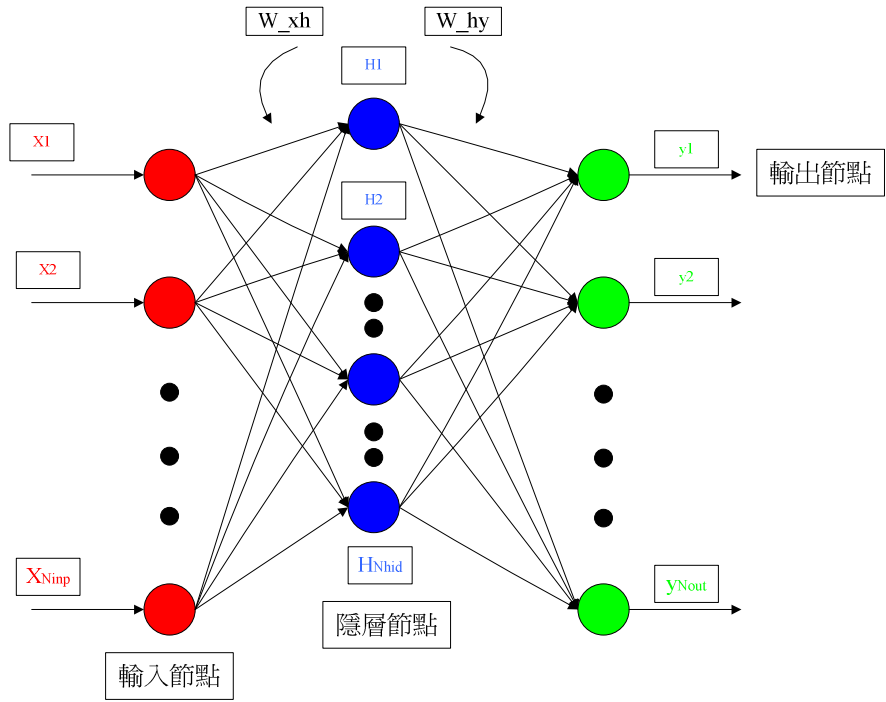 W_xh
W_hy
H1
X1
y1
輸出節點
H2
X2
y2
HNhid
XNinp
yNout
隱層節點
輸入節點